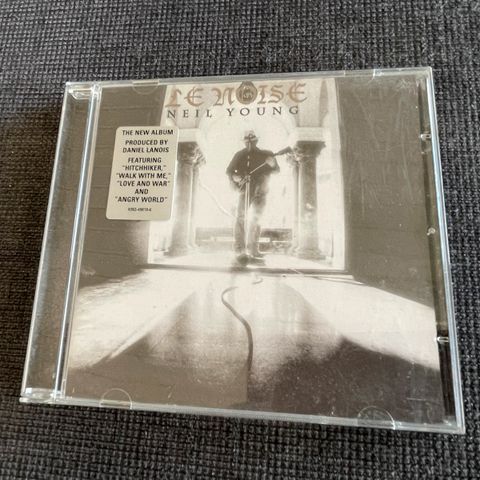 LE NOISE
NEIL YOUNG
THE NEW ALBUM
PRODUCED BY
DANIEL LANOIS
FEATURING
"HITCHHIKER,"
"WALK WITH ME,"
"LOVE AND WAR"
AND
"ANGRY WORLD"